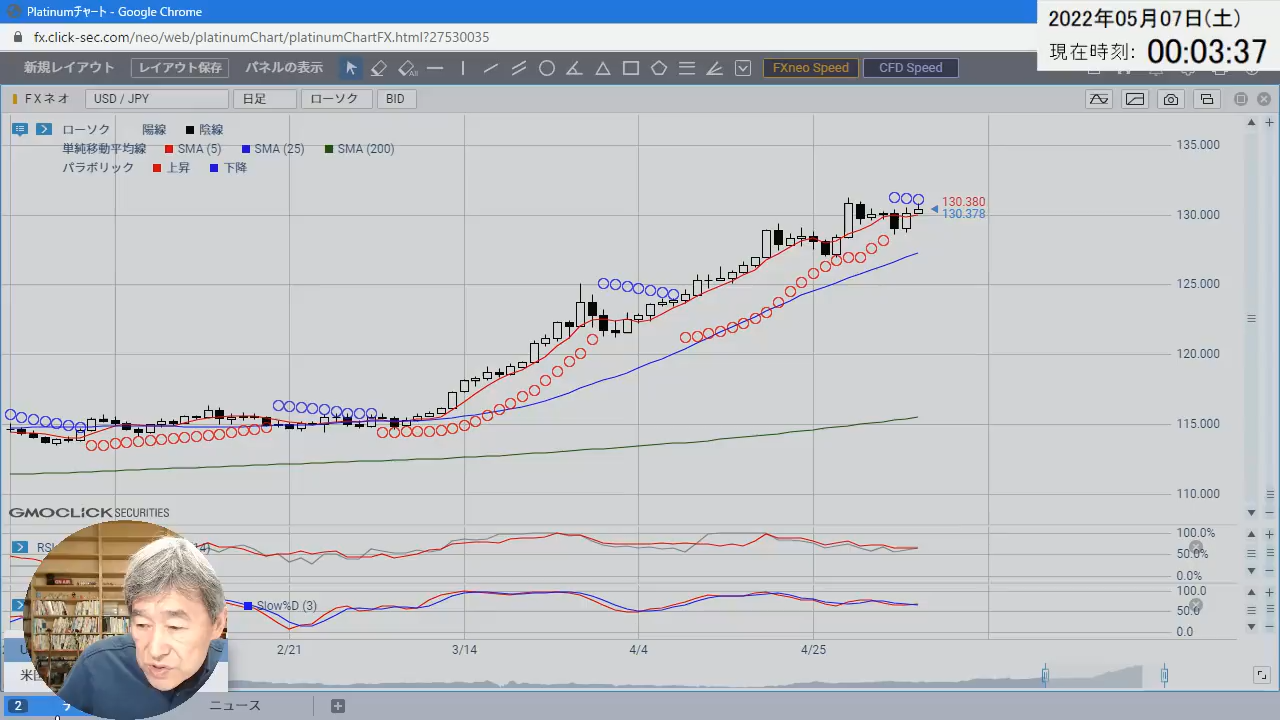 Platinumチャート - Google Chrome
2022年05月07日(土)
現在時刻: 00:03:37
fx.click-sec.com/neo/web/platinumChart/platinumChartFX.html?27530035
新規レイアウト レイアウト保存 パネルの表示 FXneo Speed CFD Speed
FXネオ USD / JPY 日足 ローソク BID
ローソク 陽線 陰線
単純移動平均線 SMA (5) SMA (25) SMA (200)
パラボリック 上昇 下降
135.000
130.380
130.378
130.000
125.000
120.000
115.000
110.000
GMOCLICK SECURITIES
100.0%
50.0%
0.0%
Slow%D (3)
100.0
50.0
0.0
2/21 3/14 4/4 4/25
2 ニュース